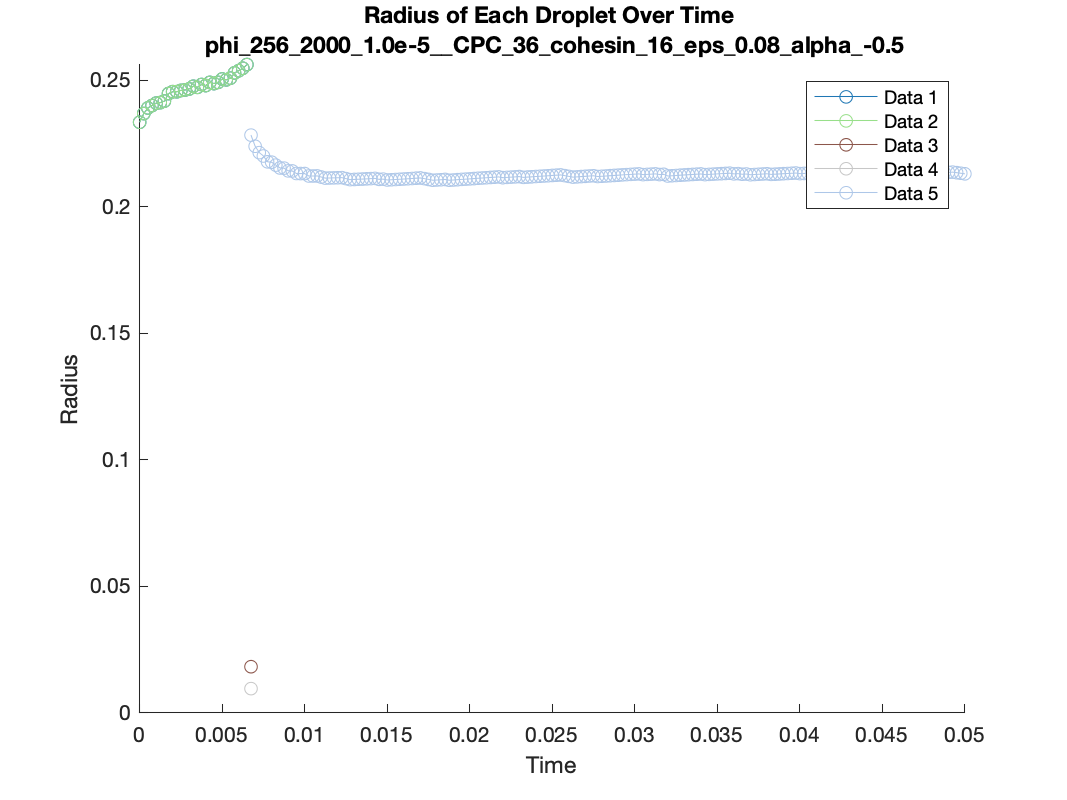 Radius of Each Droplet Over Time
phi_256_2000_1.0e-5__CPC_36_cohesin_16_eps_0.08_alpha_-0.5
0.25
0.2
0.15
0.1
0.05
0
Radius
Data 1
Data 2
Data 3
Data 4
Data 5
0 0.005 0.01 0.015 0.02 0.025 0.03 0.035 0.04 0.045 0.05
Time